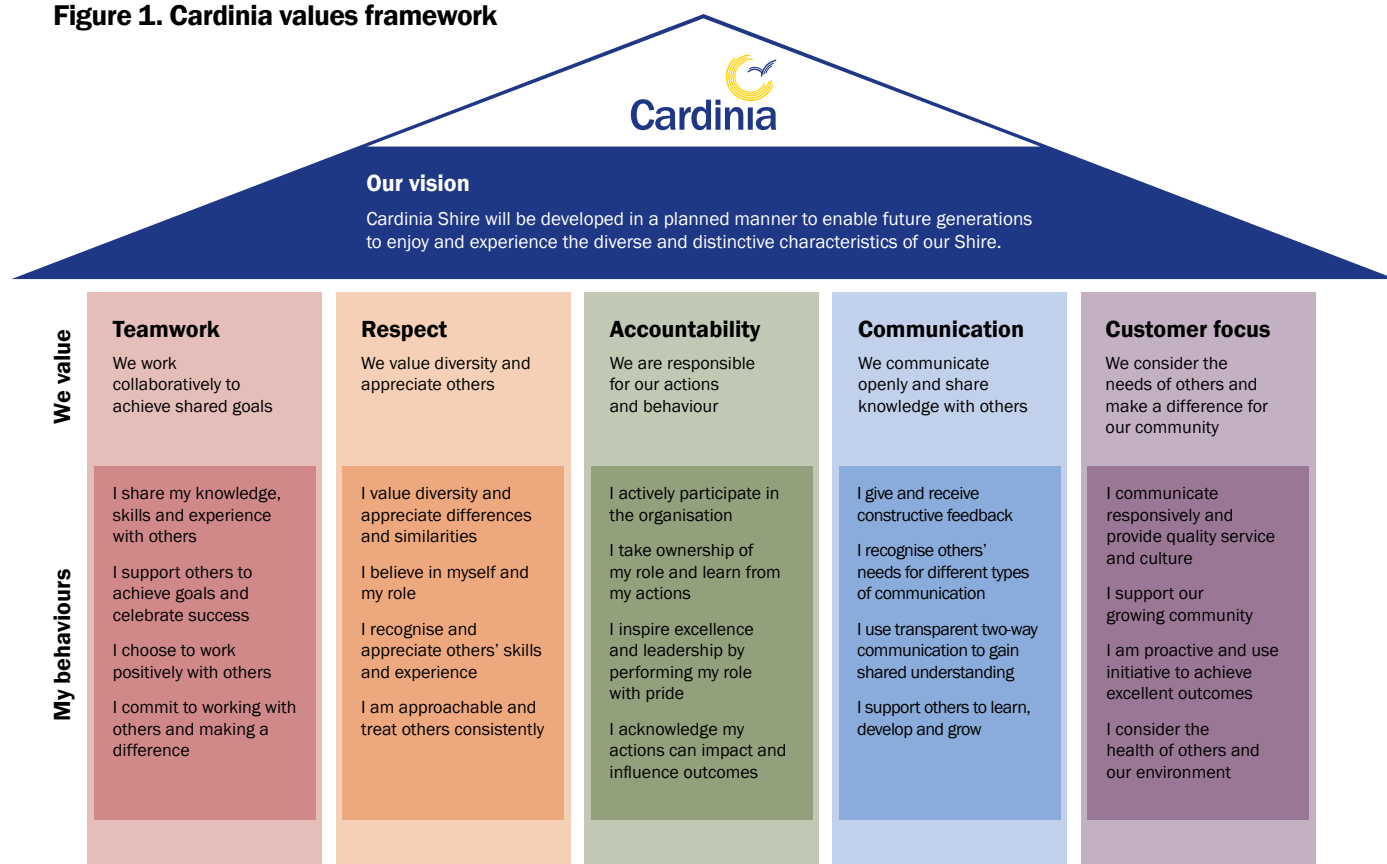 Figure 1. Cardinia values framework
Cardinia
Our vision
Cardinia Shire will be developed in a planned manner to enable future generations
to enjoy and experience the diverse and distinctive characteristics of our Shire.
We value
Teamwork
We work
collaboratively to
achieve shared goals
Respect
We value diversity and
appreciate others
Accountability
We are responsible
for our actions
and behaviour
Communication
We communicate
openly and share
knowledge with others
Customer focus
We consider the
needs of others and
make a difference for
our community
My behaviours
I share my knowledge,
skills and experience
with others
I support others to
achieve goals and
celebrate success
I choose to work
positively with others
I commit to working with
others and making a
difference
I value diversity and
appreciate differences
and similarities
I believe in myself and
my role
I recognise and
appreciate others’ skills
and experience
I am approachable and
treat others consistently
I actively participate in
the organisation
I take ownership of
my role and learn from
my actions
I inspire excellence
and leadership by
performing my role
with pride
I acknowledge my
actions can impact and
influence outcomes
I give and receive
constructive feedback
I recognise others’
needs for different types
of communication
I use transparent two-way
communication to gain
shared understanding
I support others to learn,
develop and grow
I communicate
responsively and
provide quality service
and culture
I support our
growing community
I am proactive and use
initiative to achieve
excellent outcomes
I consider the
health of others and
our environment